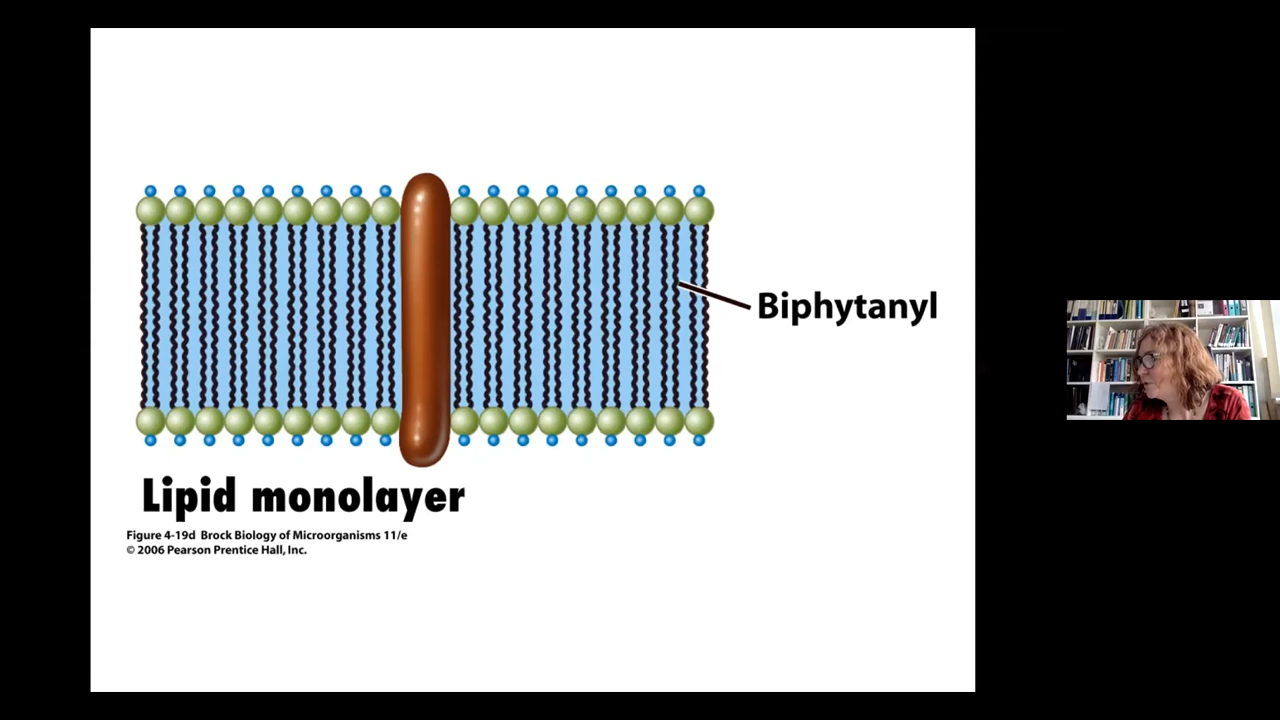 Biphytanyl
Lipid monolayer
Figure 4-19d Brock Biology of Microorganisms 11/e
© 2006 Pearson Prentice Hall, Inc.